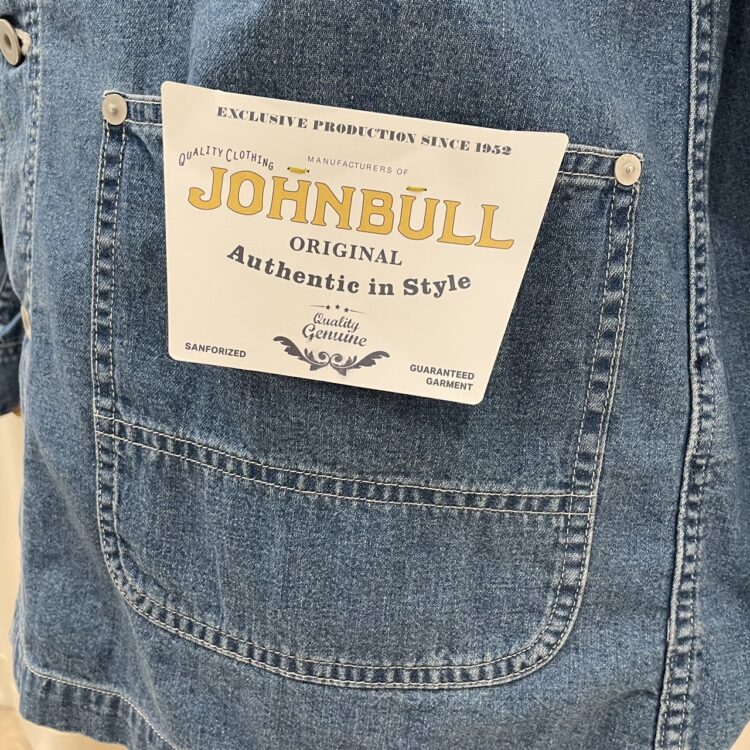 EXCLUSIVE PRODUCTION SINCE 1952
QUALITY CLOTHING
MANUFACTURERS OF
JOHNBULL
ORIGINAL
Authentic in Style
Quality
Genuine
SANFORIZED
GUARANTEED
GARMENT